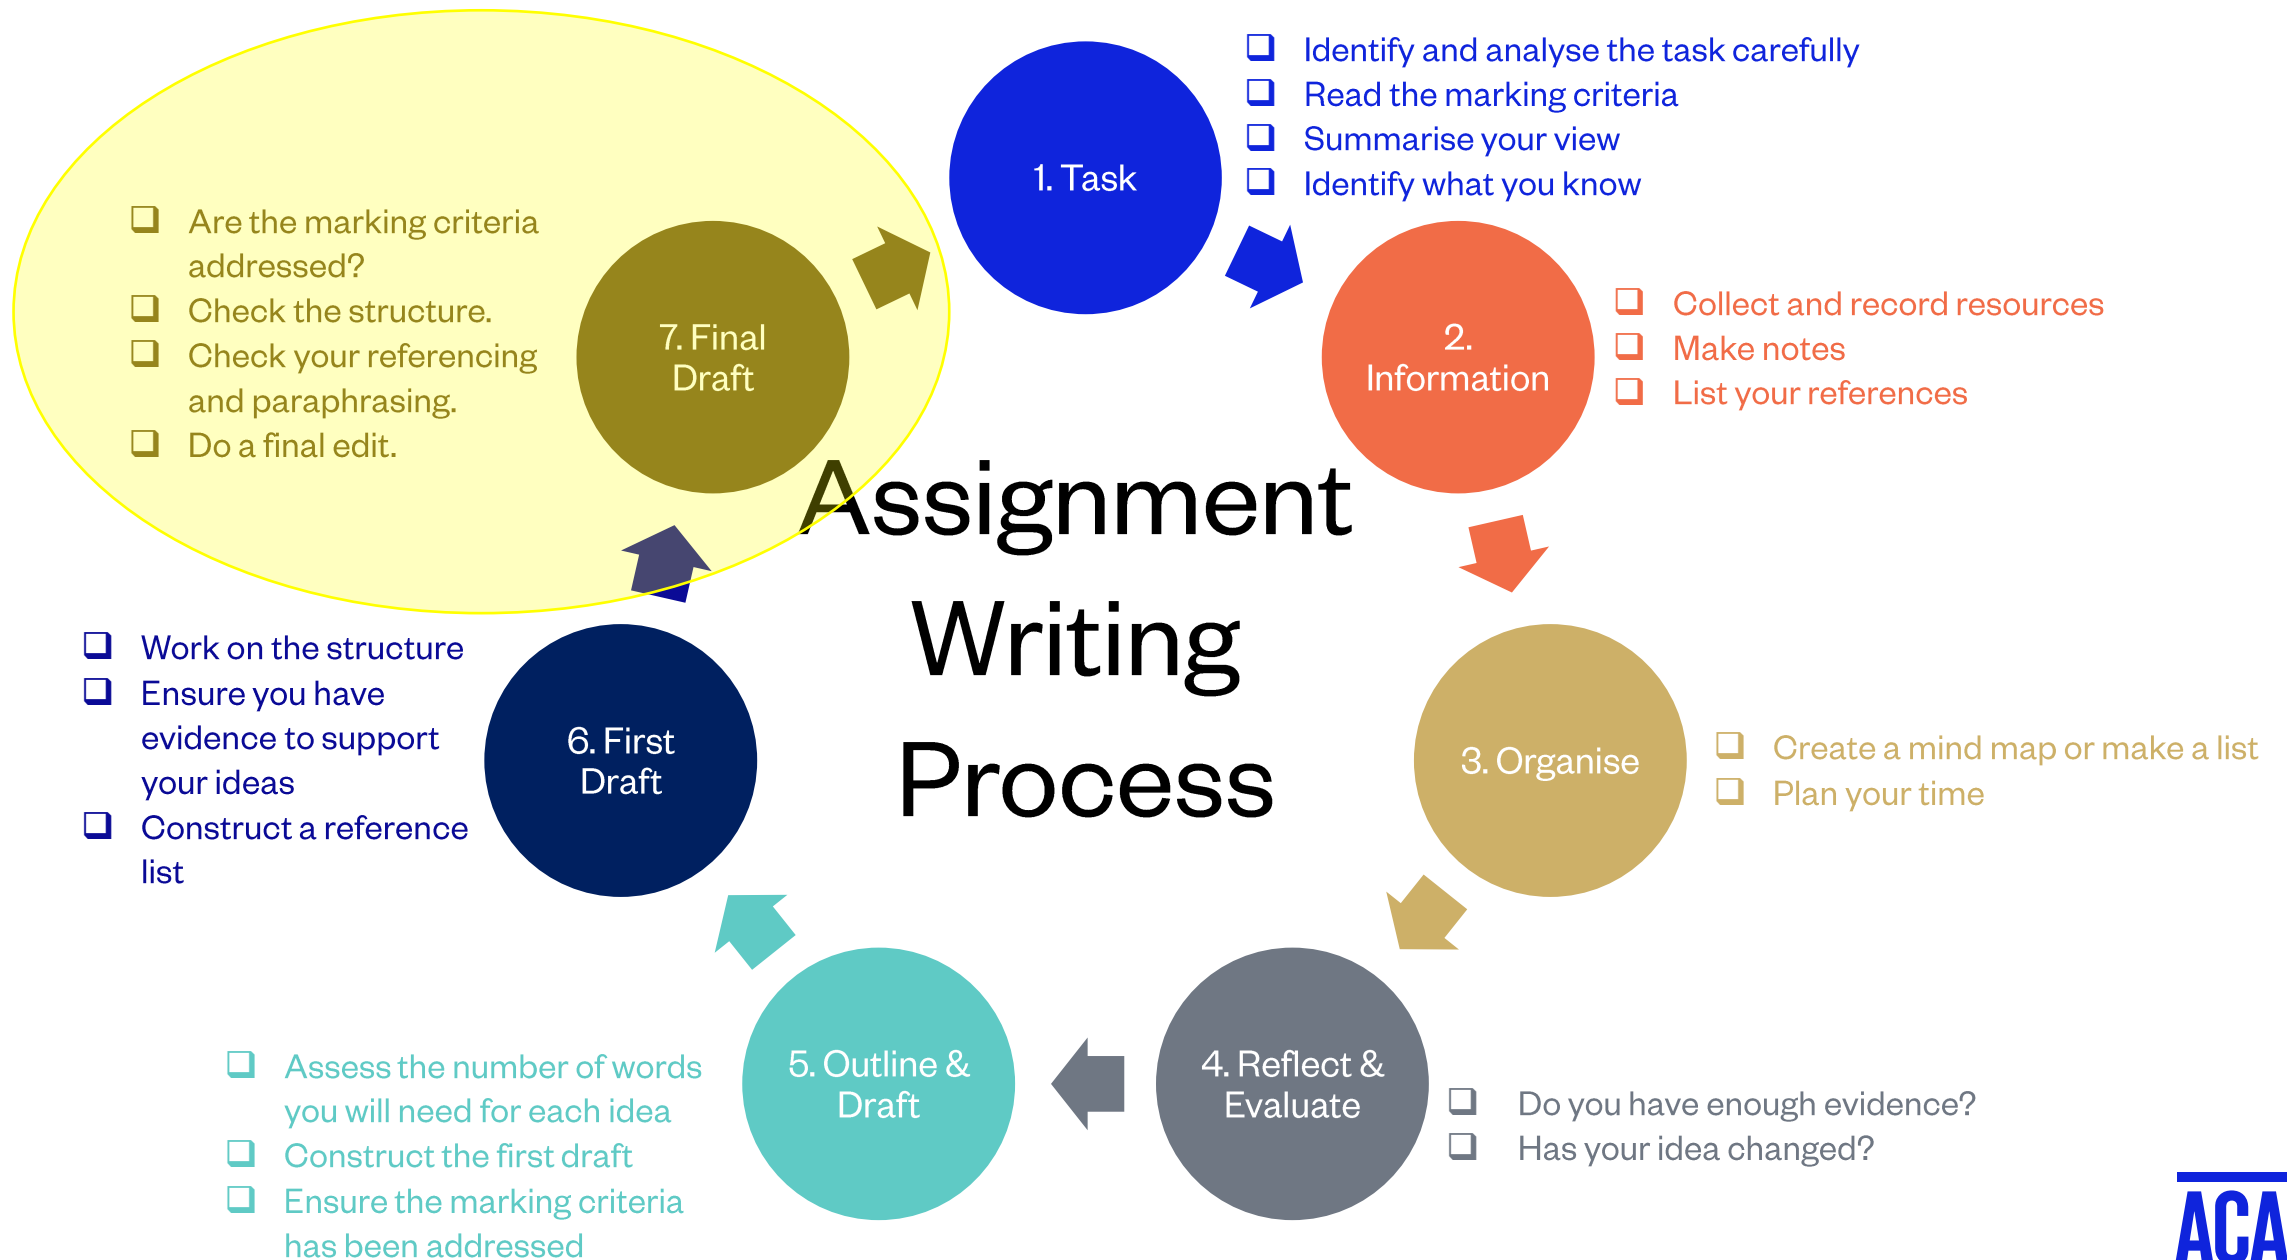 Assignment
Writing
Process
1. Task
❑ Identify and analyse the task carefully
❑ Read the marking criteria
❑ Summarise your view
❑ Identify what you know
2.
Information
❑ Collect and record resources
❑ Make notes
❑ List your references
3. Organise
❑ Create a mind map or make a list
❑ Plan your time
4. Reflect &
Evaluate
❑ Do you have enough evidence?
❑ Has your idea changed?
5. Outline &
Draft
❑ Assess the number of words
you will need for each idea
❑ Construct the first draft
❑ Ensure the marking criteria
has been addressed
6. First
Draft
❑ Work on the structure
❑ Ensure you have
evidence to support
your ideas
❑ Construct a reference
list
7. Final
Draft
❑ Are the marking criteria
addressed?
❑ Check the structure.
❑ Check your referencing
and paraphrasing.
❑ Do a final edit.
ACA